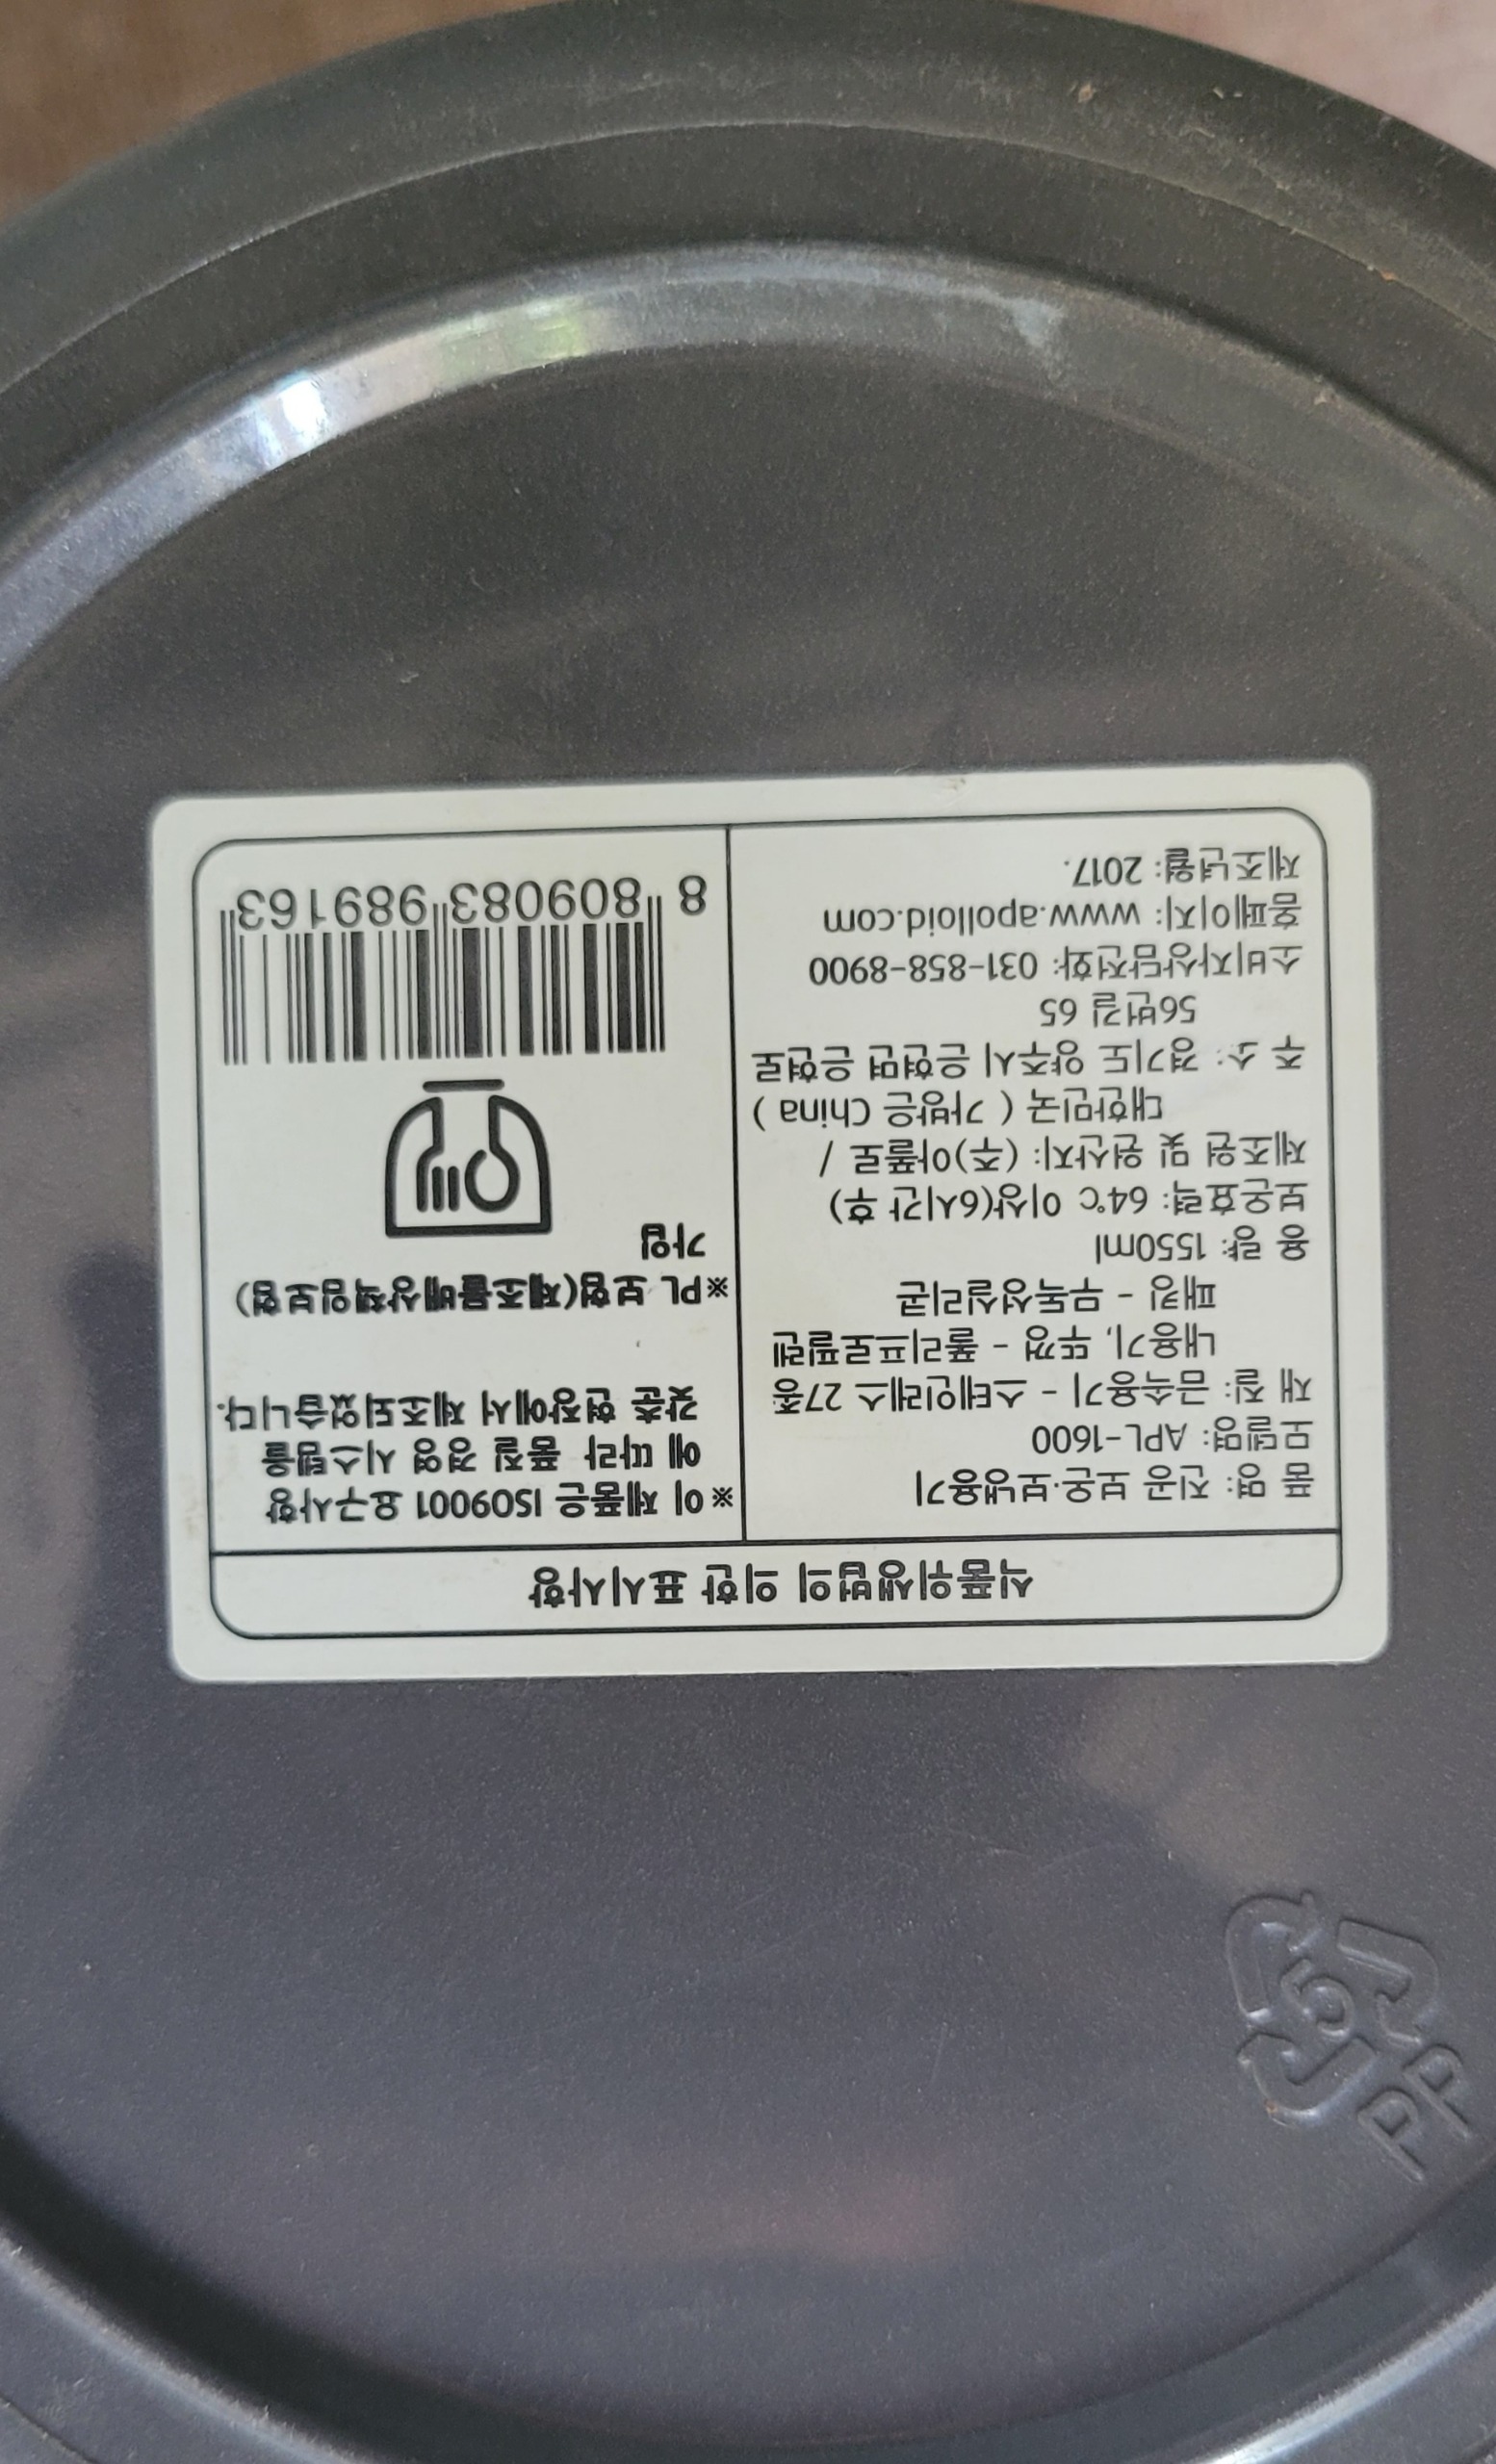 식품위생법의 의한 표시사항
품 명: 진공 보온.보냉용기
모델명: APL-1600
재 질: 금속용기 - 스테인레스 27종
내용기, 뚜껑 - 폴리프로필렌
패킹 - 무독성실리콘
용 량: 1550ml
보온효력: 64℃ 이상(6시간 후)
제조원 및 원산지: (주)아폴로 /
대한민국 ( 가방은 China )
주 소: 경기도 양주시 은현면 은현로
56번길 65
소비자상담전화: 031-858-8900
홈페이지: www.apolloid.com
제조년월: 2017.
※이 제품은 ISO9001 요구사항
에 따라 품질 경영 시스템을
갖춘 현장에서 제조되었습니다.
※PL 보험(제조물배상책임보험)
가입
8 809083 989163
5
PP